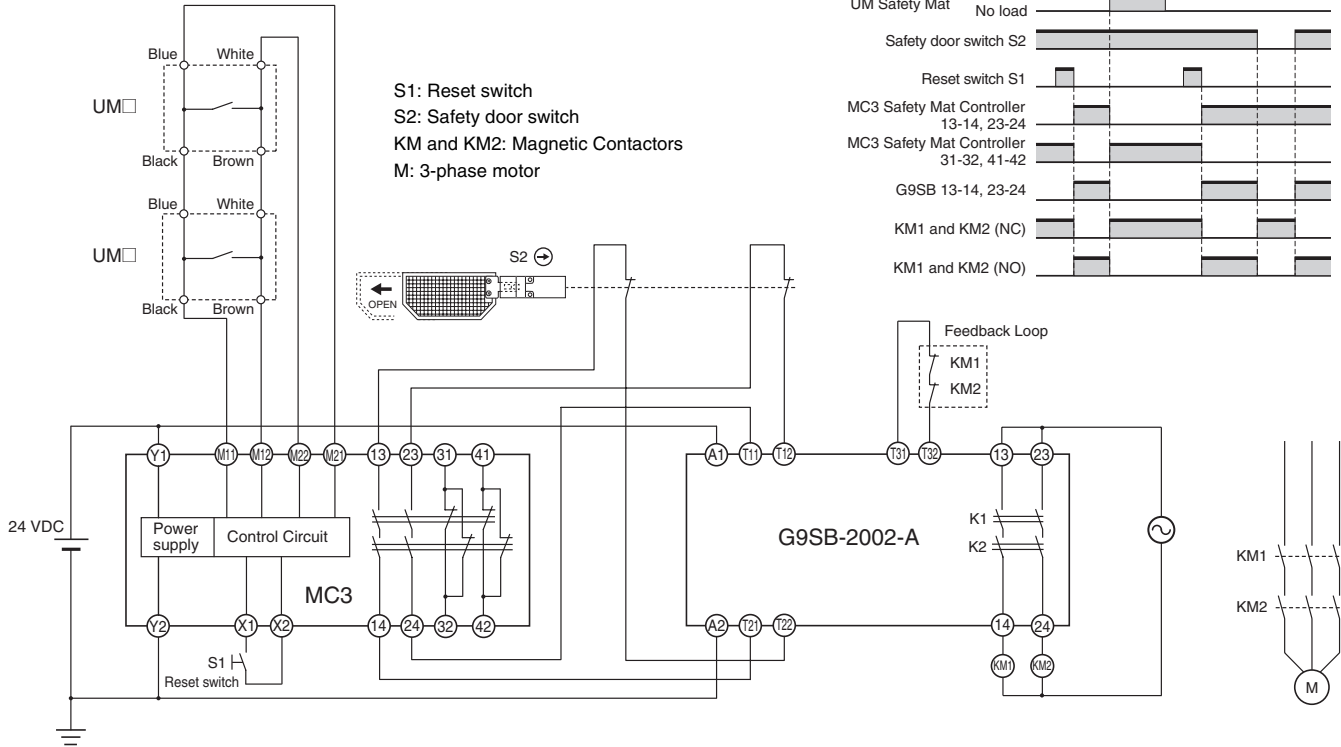 UM Safety Mat
No load
Safety door switch S2
Reset switch S1
MC3 Safety Mat Controller
13-14, 23-24
MC3 Safety Mat Controller
31-32, 41-42
G9SB 13-14, 23-24
KM1 and KM2 (NC)
KM1 and KM2 (NO)
Blue White
UM□
Black Brown
Blue White
UM□
Black Brown
S1: Reset switch
S2: Safety door switch
KM and KM2: Magnetic Contactors
M: 3-phase motor
S2
OPEN
Feedback Loop
KM1
KM2
Y1 M11 M12 M22 M21 13 23 31 41
A1 T11 T12 T31 T32 13 23
24 VDC
Power
supply
Control Circuit
MC3
K1
K2
G9SB-2002-A
KM1
KM2
Y2 X1 X2 14 24 32 42
A2 T21 T22 14 24
S1
Reset switch
KM1 KM2
M